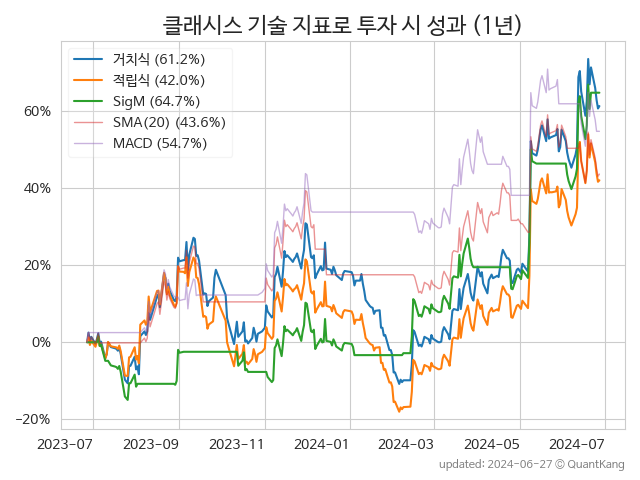 클래시스 기술 지표로 투자 시 성과 (1년)
거치식 (61.2%)
적립식 (42.0%)
SigM (64.7%)
SMA(20) (43.6%)
MACD (54.7%)
60%
40%
20%
0%
−20%
2023−07 2023−09 2023−11 2024−01 2024−03 2024−05 2024−07
updated: 2024−06−27 © QuantKang